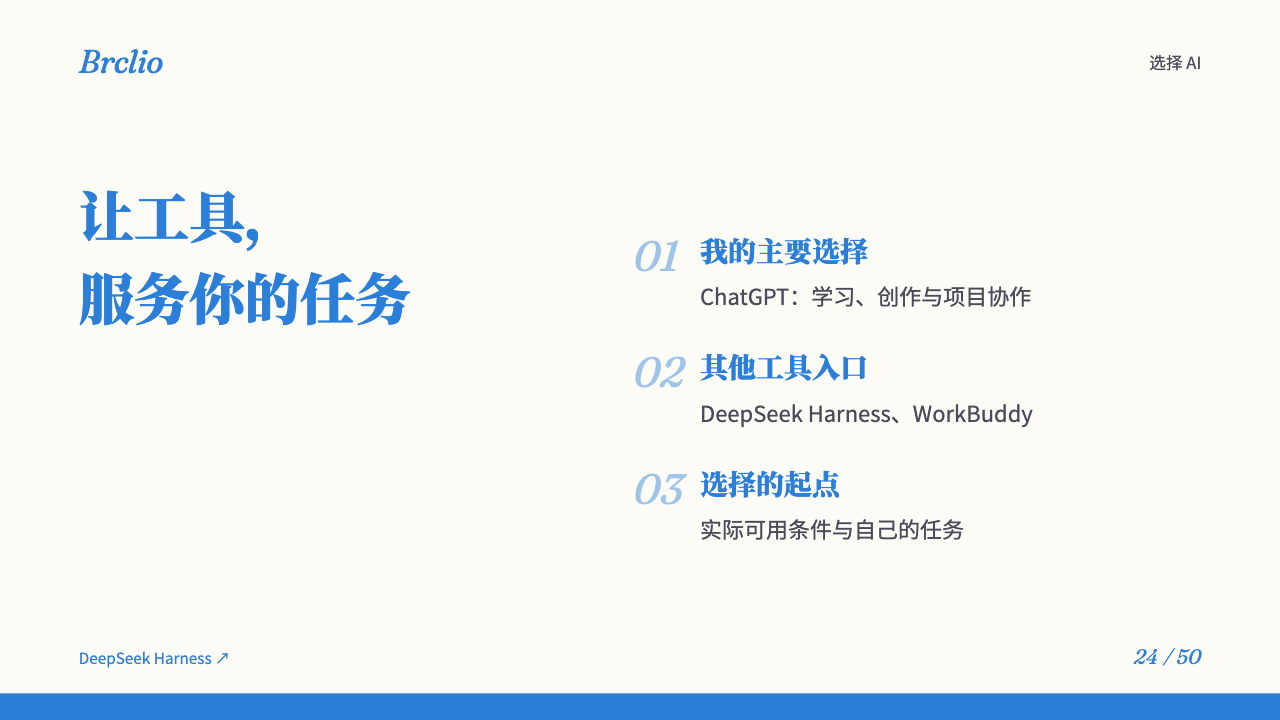 Brclio
选择 AI
让工具,
服务你的任务
01 我的主要选择
ChatGPT：学习、创作与项目协作
02 其他工具入口
DeepSeek Harness、WorkBuddy
03 选择的起点
实际可用条件与自己的任务
DeepSeek Harness ↗
24 / 50